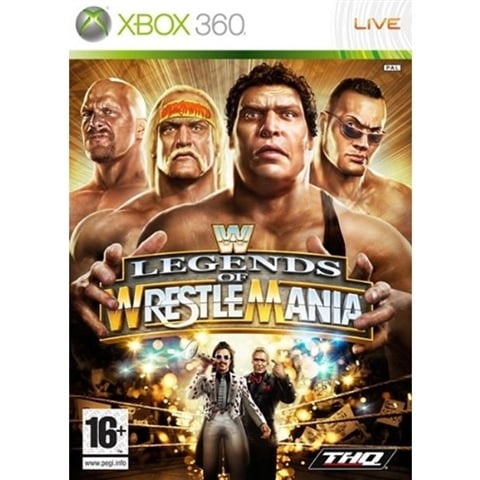 XBOX 360
LIVE
PAL
W
LEGENDS
OF
WRESTLEMANIA
16+
www.pegi.info
THQ